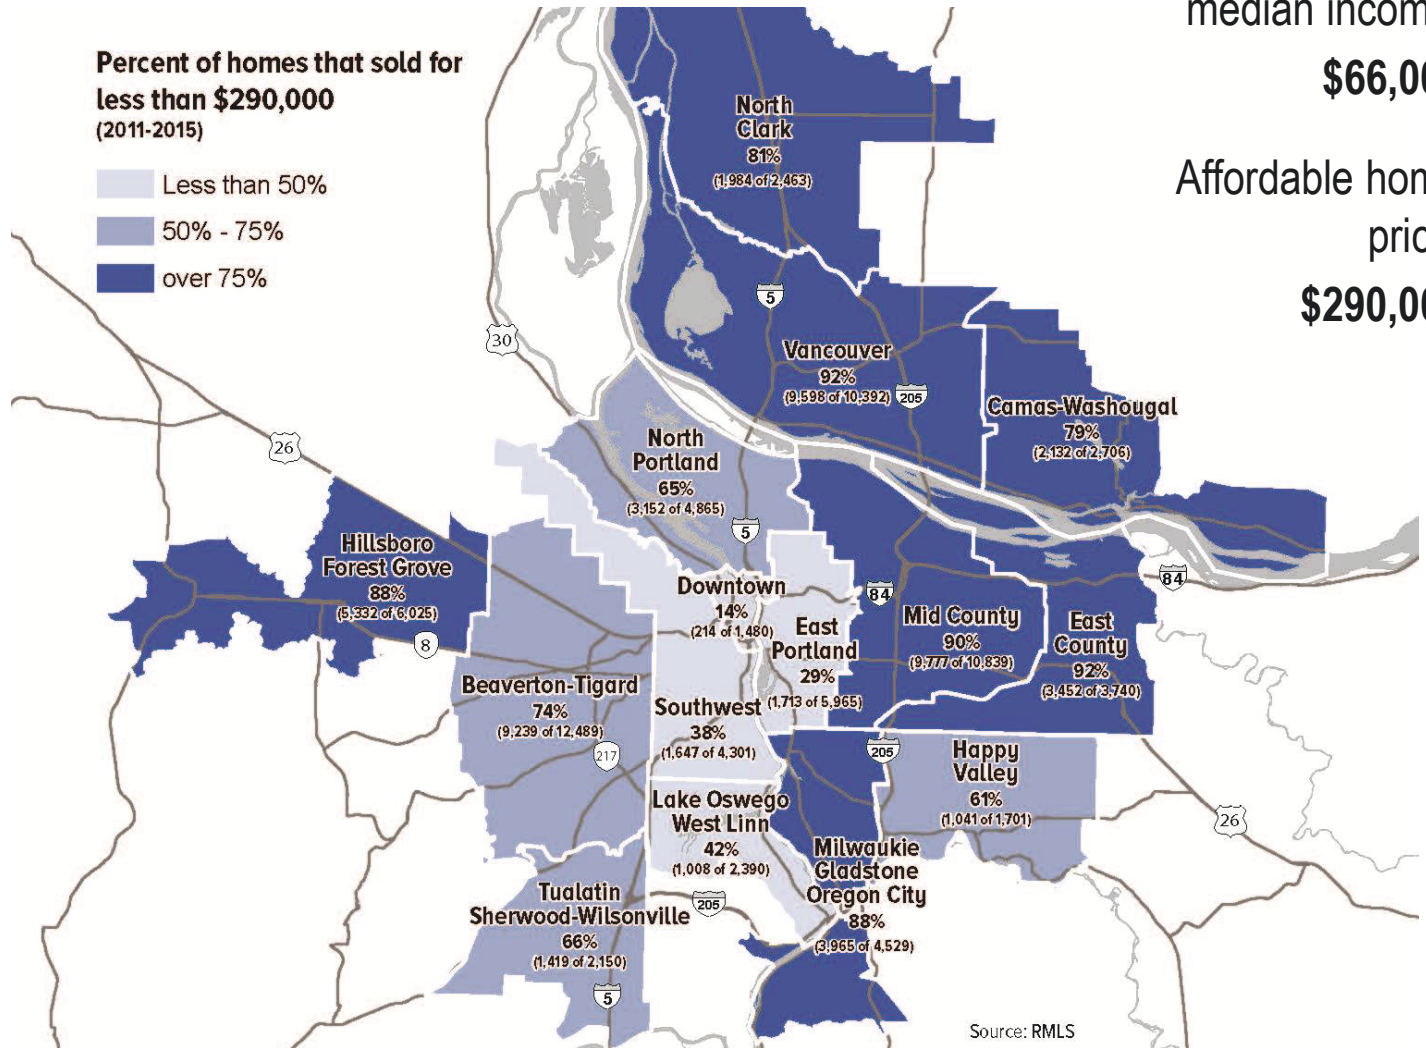 median incom
$66,00
Affordable hom
pric
$290,00
Percent of homes that sold for
less than $290,000
(2011-2015)
Less than 50%
50% - 75%
over 75%
North
Clark
81%
(1,984 of 2,463)
5
30
Vancouver
92%
(9,598 of 10,392)
205
Camas-Washougal
79%
(2,132 of 2,706)
26
North
Portland
65%
(3,152 of 4,865)
5
Hillsboro
Forest Grove
88%
(5,332 of 6,025)
8
Downtown
14%
(214 of 1,480)
84
84
East
Portland
29%
(1,713 of 5,965)
Mid County
90%
(9,777 of 10,839)
East
County
92%
(3,452 of 3,740)
Beaverton-Tigard
74%
(9,239 of 12,489)
217
Southwest
38%
(1,647 of 4,301)
205
Happy
Valley
61%
(1,041 of 1,701)
26
Lake Oswego
West Linn
42%
(1,008 of 2,390)
Milwaukie
Gladstone
Oregon City
88%
(3,965 of 4,529)
205
Tualatin
Sherwood-Wilsonville
66%
(1,419 of 2,150)
5
Source: RMLS